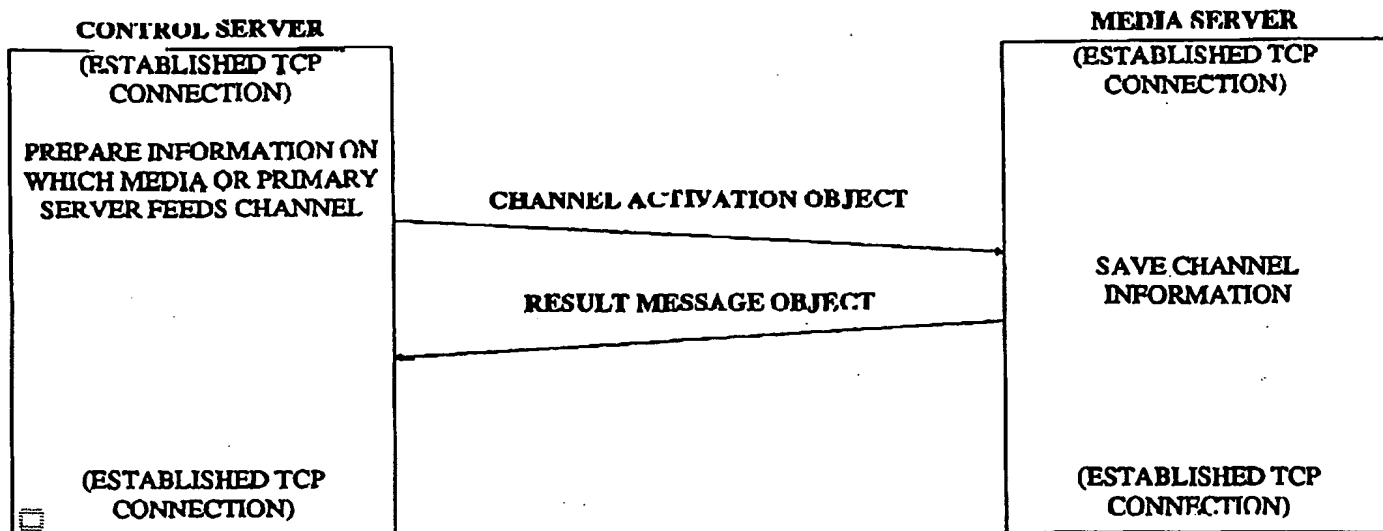 CONTROL SERVER
(ESTABLISHED TCP
CONNECTION)
PREPARE INFORMATION ON
WHICH MEDIA OR PRIMARY
SERVER FEEDS CHANNEL
(ESTABLISHED TCP
CONNECTION)
CHANNEL ACTIVATION OBJECT
RESULT MESSAGE OBJECT
MEDIA SERVER
(ESTABLISHED TCP
CONNECTION)
SAVE CHANNEL
INFORMATION
(ESTABLISHED TCP
CONNECTION)